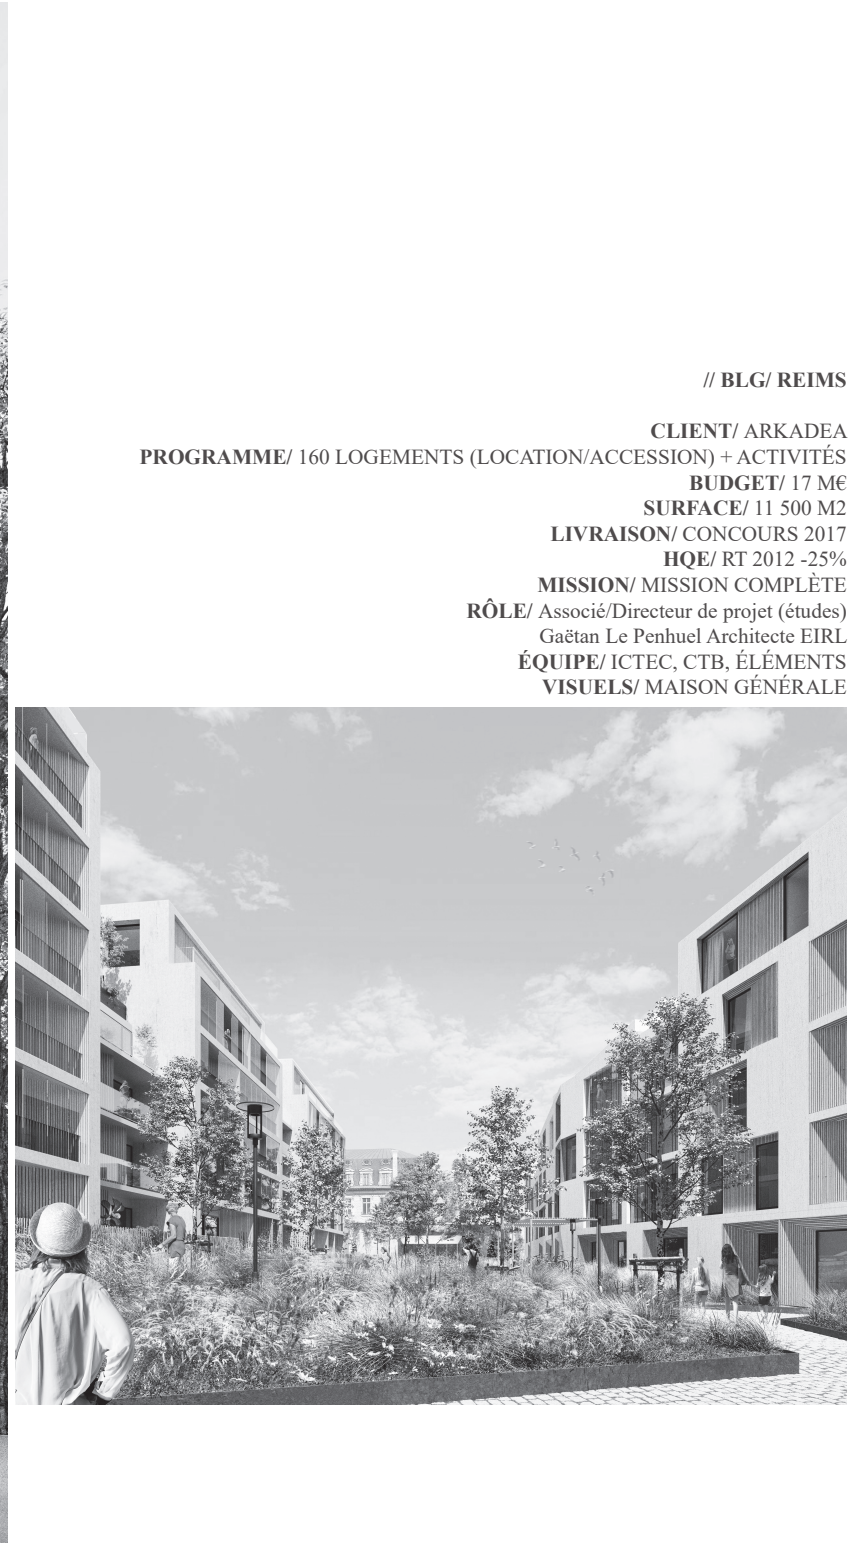 // BLG/ REIMS
CLIENT/ ARKADEA
PROGRAMME/ 160 LOGEMENTS (LOCATION/ACCESSION) + ACTIVITÉS
BUDGET/ 17 M€
SURFACE/ 11 500 M2
LIVRAISON/ CONCOURS 2017
HQE/ RT 2012 -25%
MISSION/ MISSION COMPLÈTE
RÔLE/ Associé/Directeur de projet (études)
Gaëtan Le Penhuel Architecte EIRL
ÉQUIPE/ ICTEC, CTB, ÉLÉMENTS
VISUELS/ MAISON GÉNÉRALE